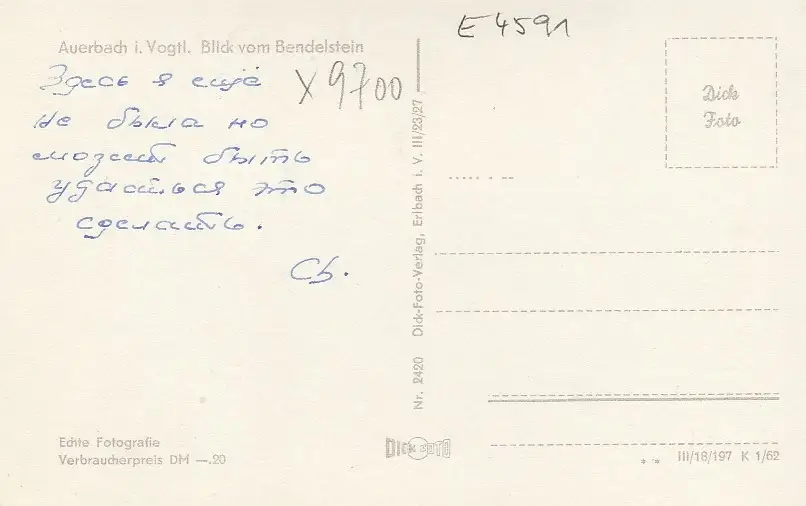 E 4591
Auerbach i. Vogtl. Blick vom Bendelstein
X 9700
Здесь я ещё
не была но
может быть
удасться это
сделать.
Св.
Dick
Foto
Nr. 2420 Dick-Foto-Verlag, Erlbach i. V. III/23/27
Echte Fotografie
Verbraucherpreis DM —.20
DICK FOTO
III/18/197 K 1/62